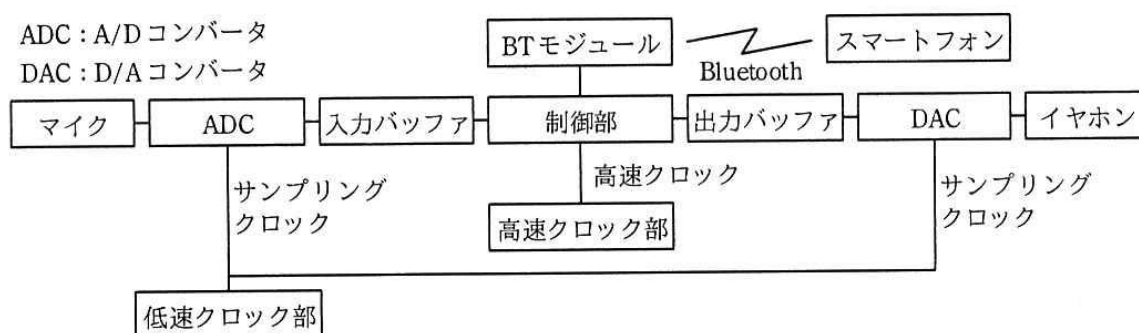 ADC：A/Dコンバータ
DAC：D/Aコンバータ
BTモジュール
スマートフォン
Bluetooth
マイク
ADC
入力バッファ
制御部
出力バッファ
DAC
イヤホン
サンプリング
クロック
高速クロック
サンプリング
クロック
高速クロック部
低速クロック部